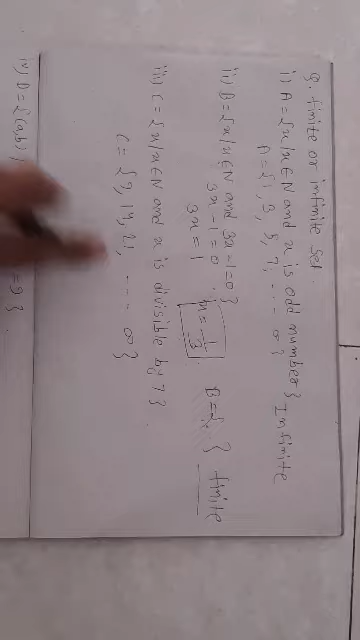 Q. finite or infinite set.
i) A = {x/x∈N and x is odd number}
A = {1, 3, 5, 7, ---- ∞} Infinite
ii) B = {x/x∈N and 3x-1=0}
3x - 1 = 0
3x = 1
x = 1/3
B = { } finite
iii) C = {x/x∈N and x is divisible by 7}
C = {7, 14, 21, ---- ∞}
iv) D = {(a,b) / = 9}.